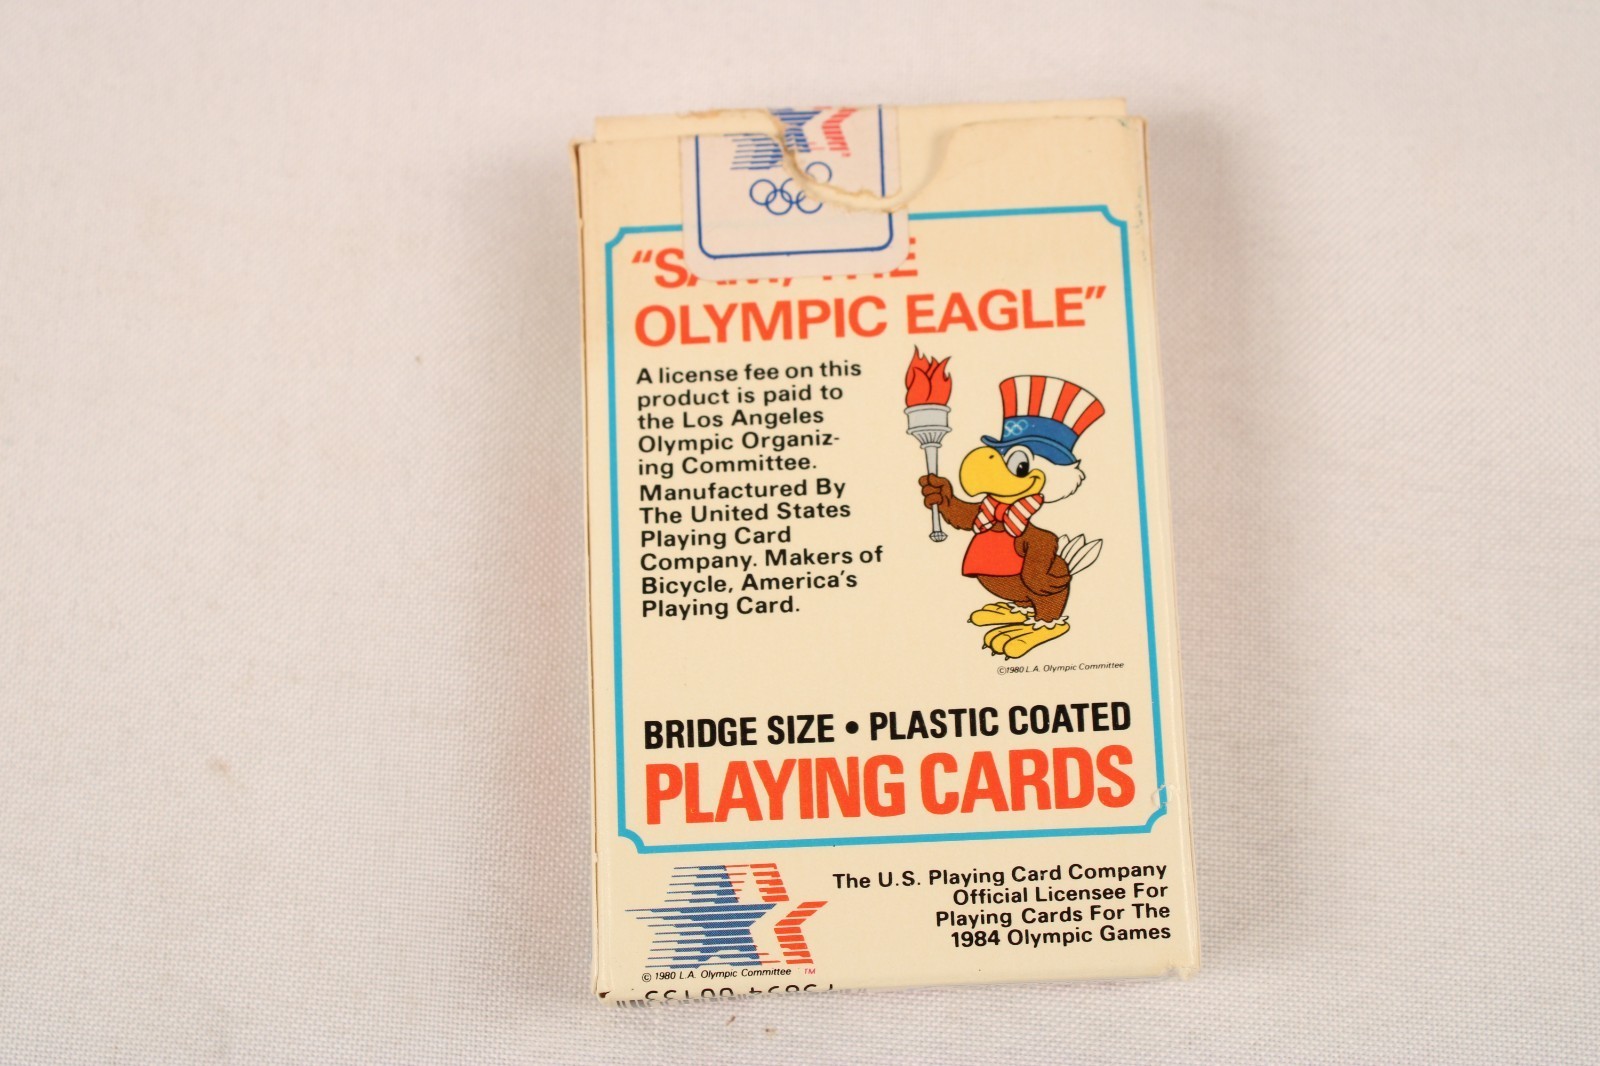 "SAM, THE
OLYMPIC EAGLE"
A license fee on this
product is paid to
the Los Angeles
Olympic Organiz-
ing Committee.
Manufactured By
The United States
Playing Card
Company. Makers of
Bicycle, America's
Playing Card.
©1980 L.A. Olympic Committee
BRIDGE SIZE • PLASTIC COATED
PLAYING CARDS
The U.S. Playing Card Company
Official Licensee For
Playing Cards For The
1984 Olympic Games
© 1980 L.A. Olympic Committee TM